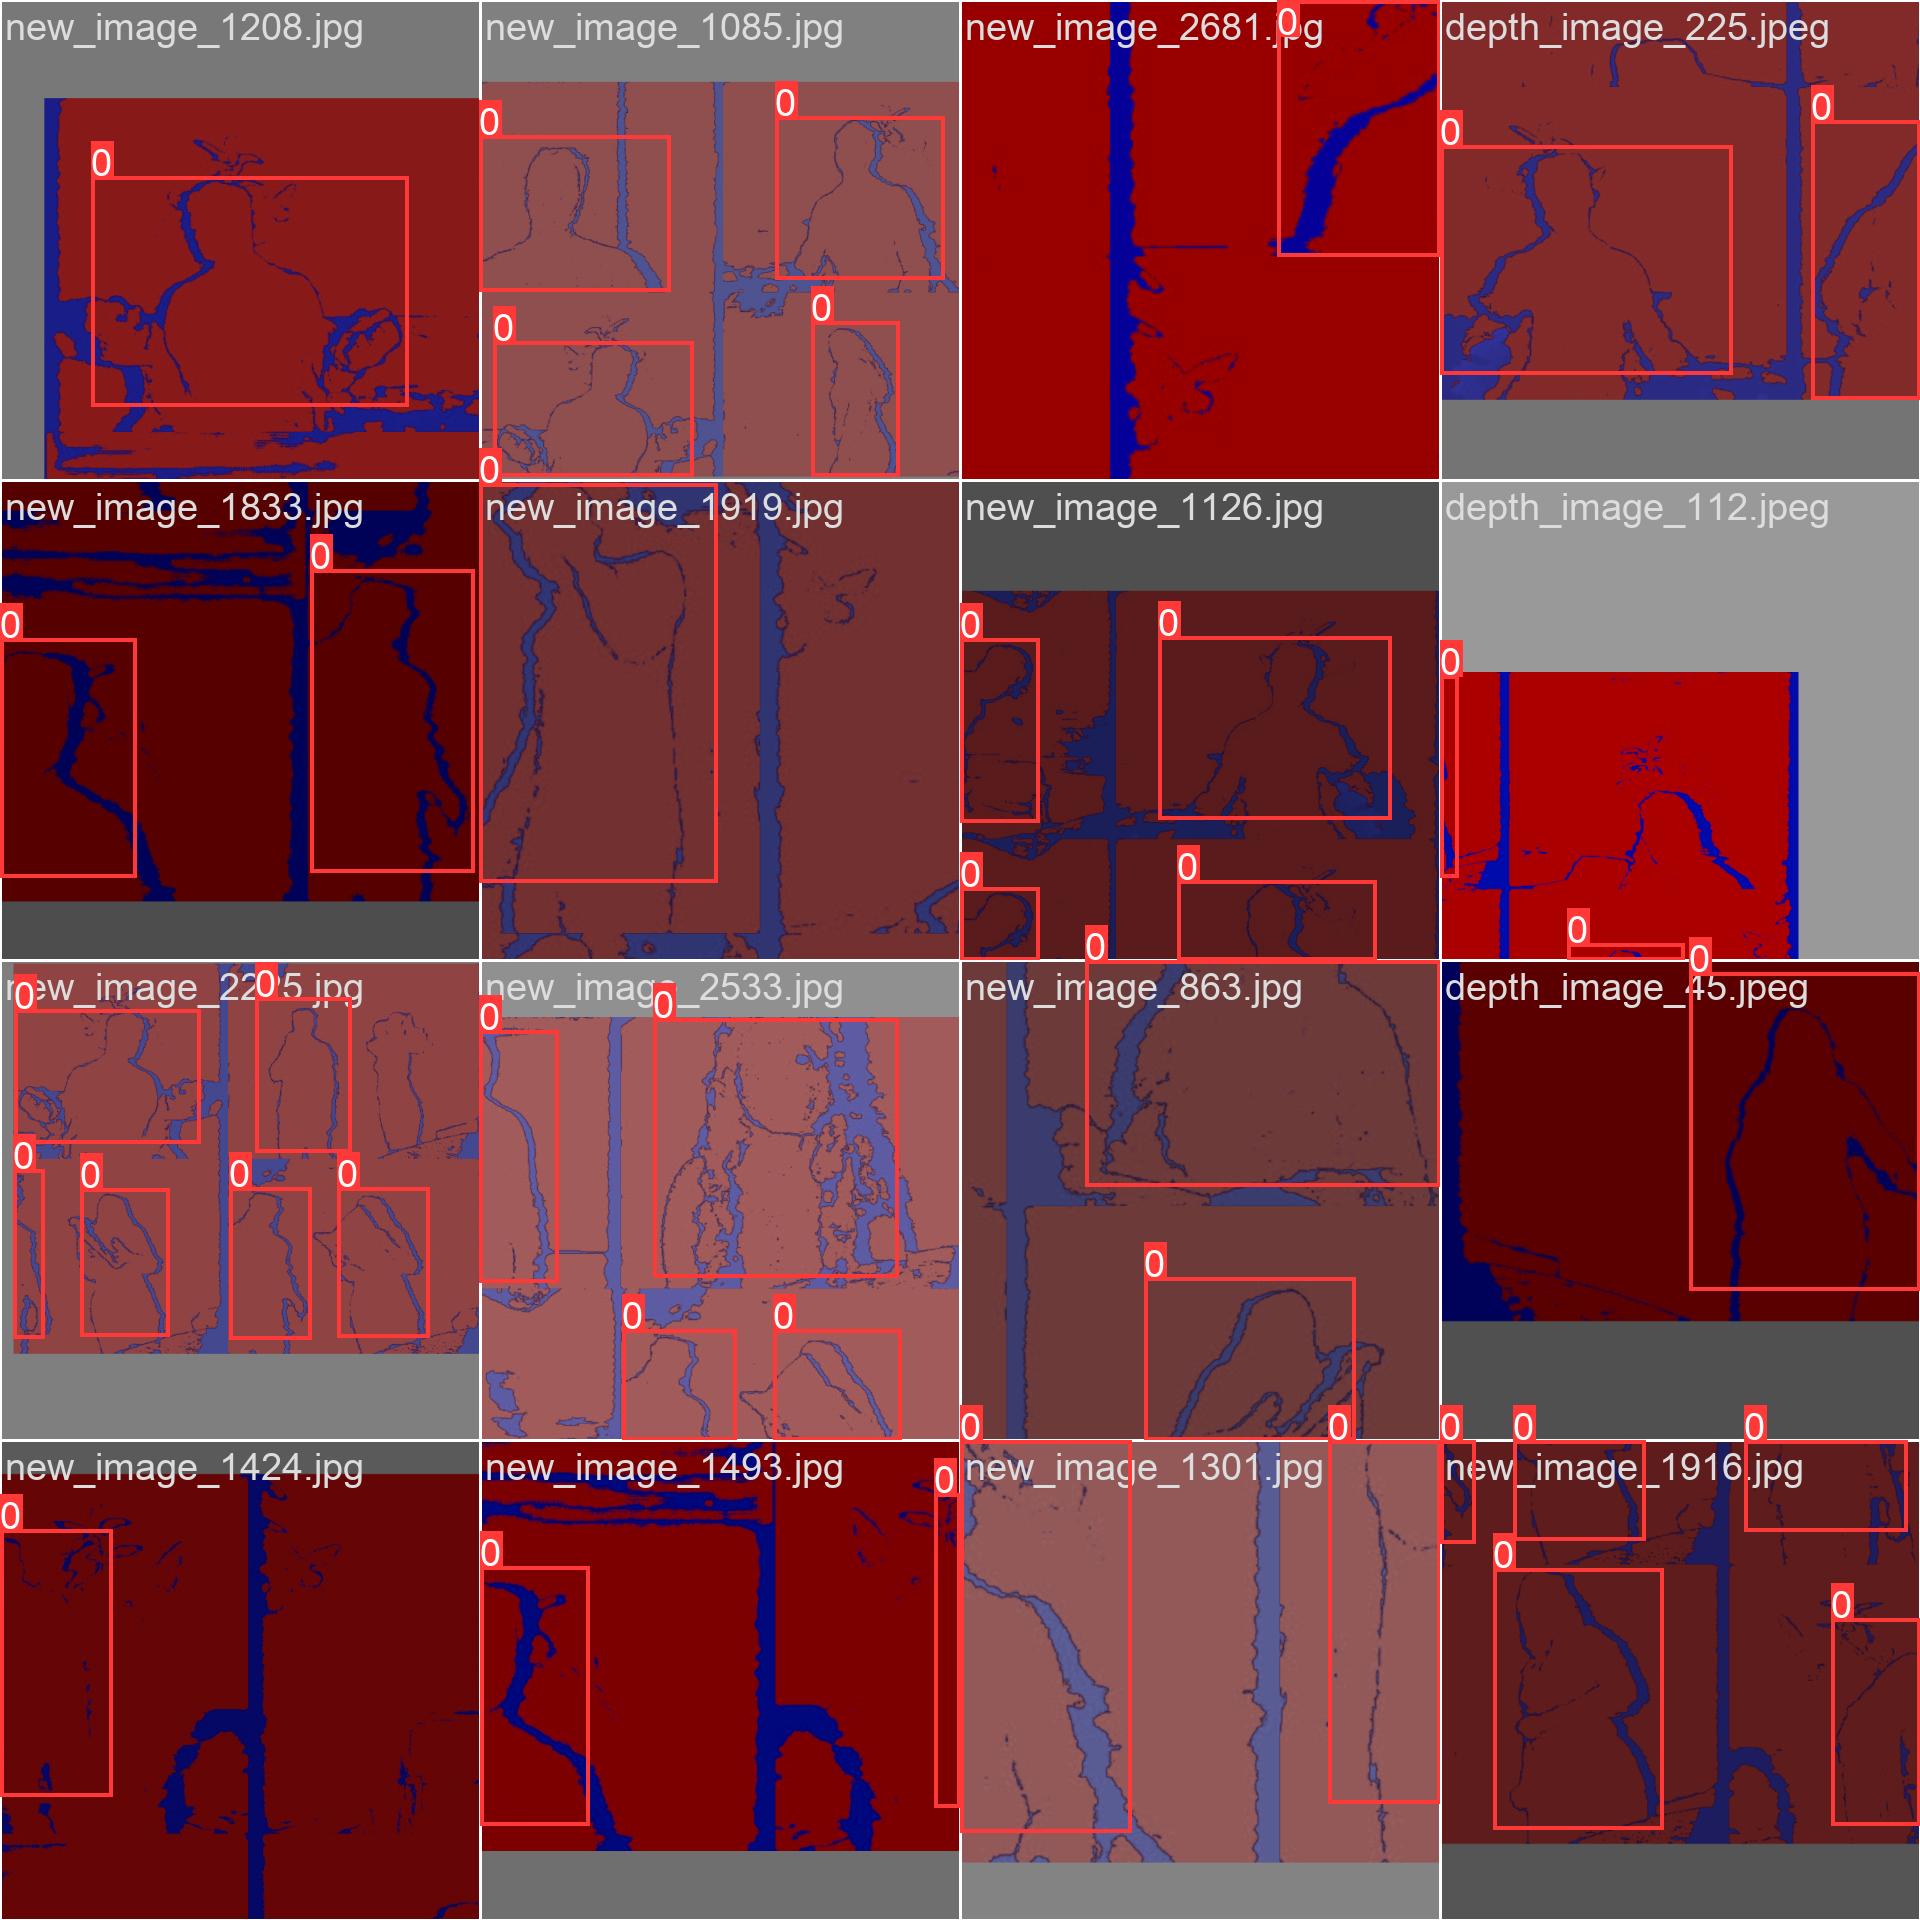 new_image_1208.jpg
new_image_1085.jpg
new_image_2681.jpg
depth_image_225.jpeg
0
0
0
0
0
0
0
0
0
new_image_1833.jpg
new_image_1919.jpg
new_image_1126.jpg
depth_image_112.jpeg
0
0
0
0
0
0
0
0
0
0
0
new_image_2533.jpg
new_image_863.jpg
depth_image_45.jpeg
0
0
0
0
0
0
0
0
0
0
0
0
new_image_1424.jpg
new_image_1493.jpg
new_image_1301.jpg
new_image_1916.jpg
0
0
0
0
0
0
0
0
0
0